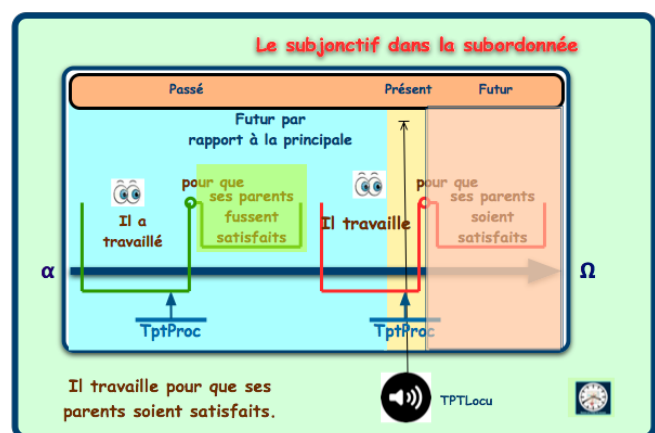 Le subjonctif dans la subordonnée
Passé
Présent
Futur
Futur par
rapport à la principale
pour que
ses parents
fussent
satisfaits
Il a
travaillé
pour que
ses parents
soient
satisfaits
Il travaille
α
Ω
TptProc
TptProc
Il travaille pour que ses
parents soient satisfaits.
TPTLocu